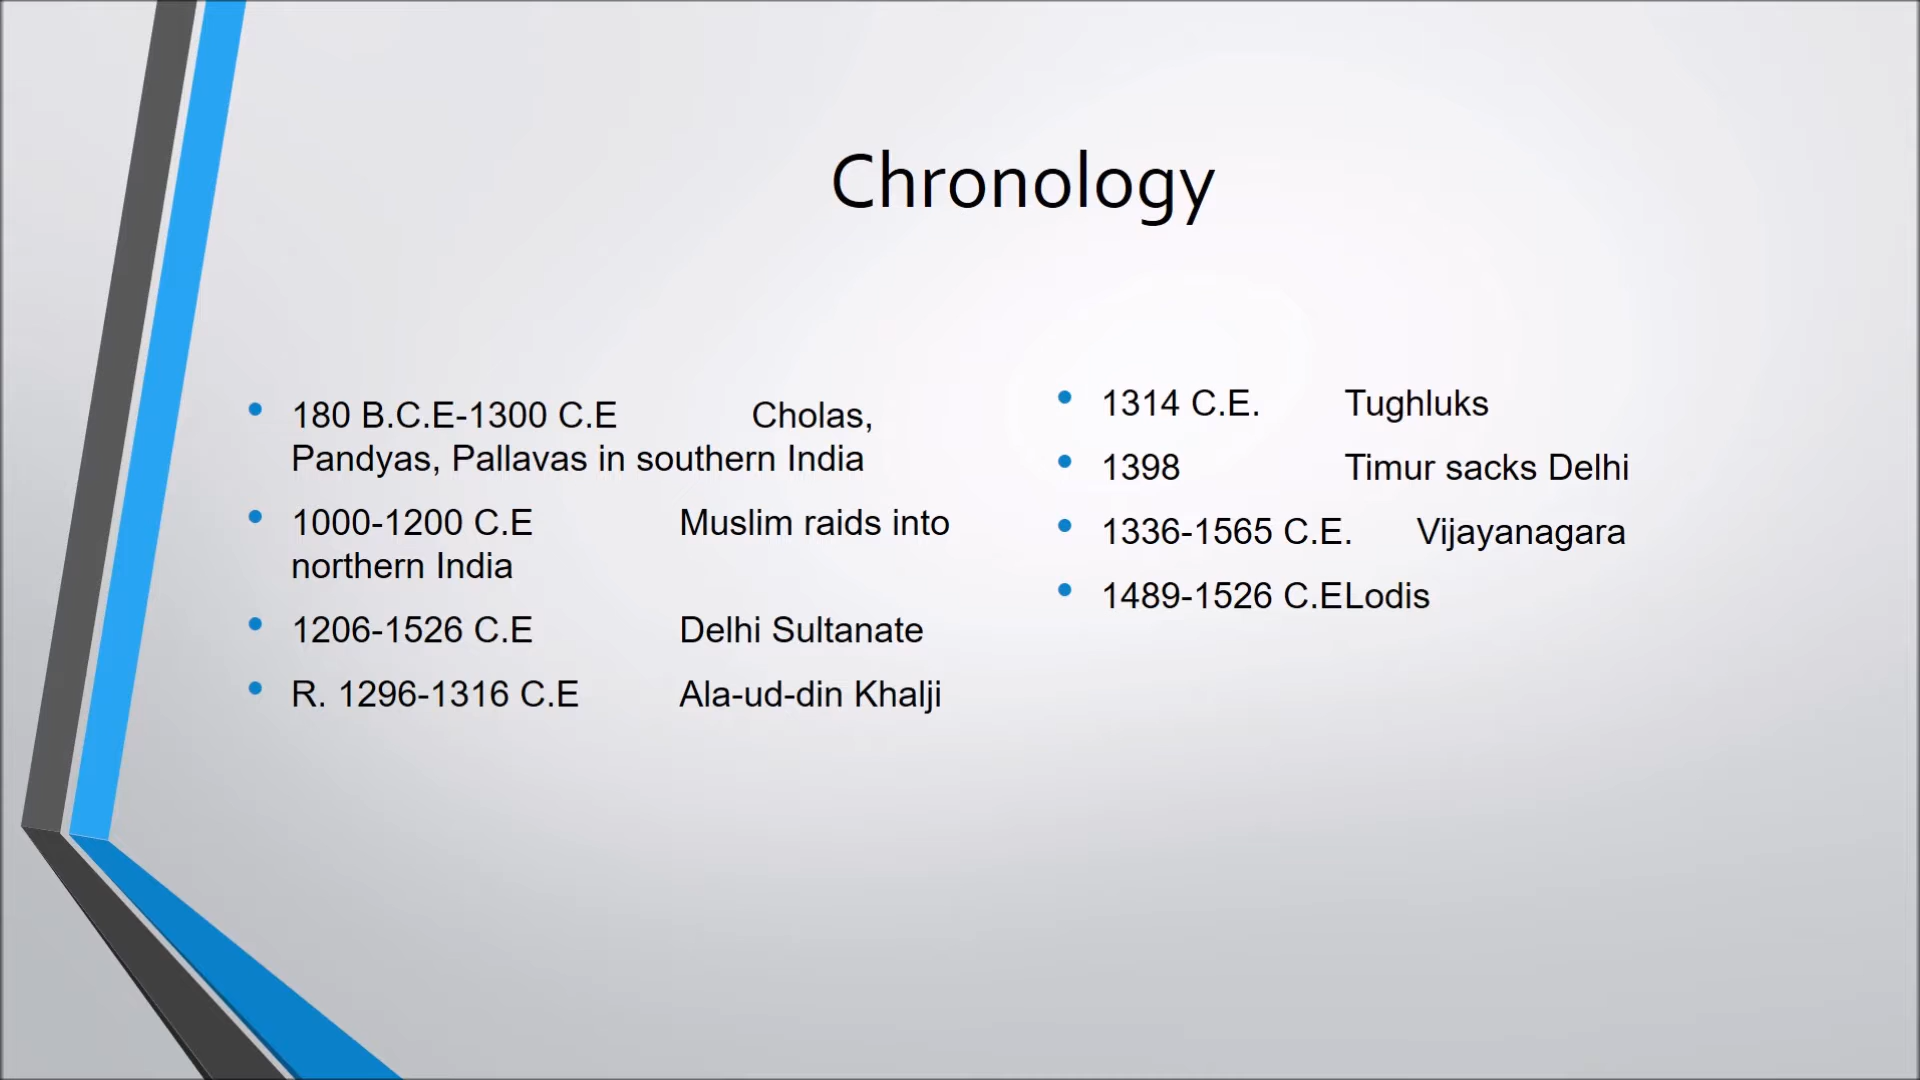 Chronology
180 B.C.E-1300 C.E Cholas,
Pandyas, Pallavas in southern India
1000-1200 C.E Muslim raids into
northern India
1206-1526 C.E Delhi Sultanate
R. 1296-1316 C.E Ala-ud-din Khalji
1314 C.E. Tughluks
1398 Timur sacks Delhi
1336-1565 C.E. Vijayanagara
1489-1526 C.ELodis